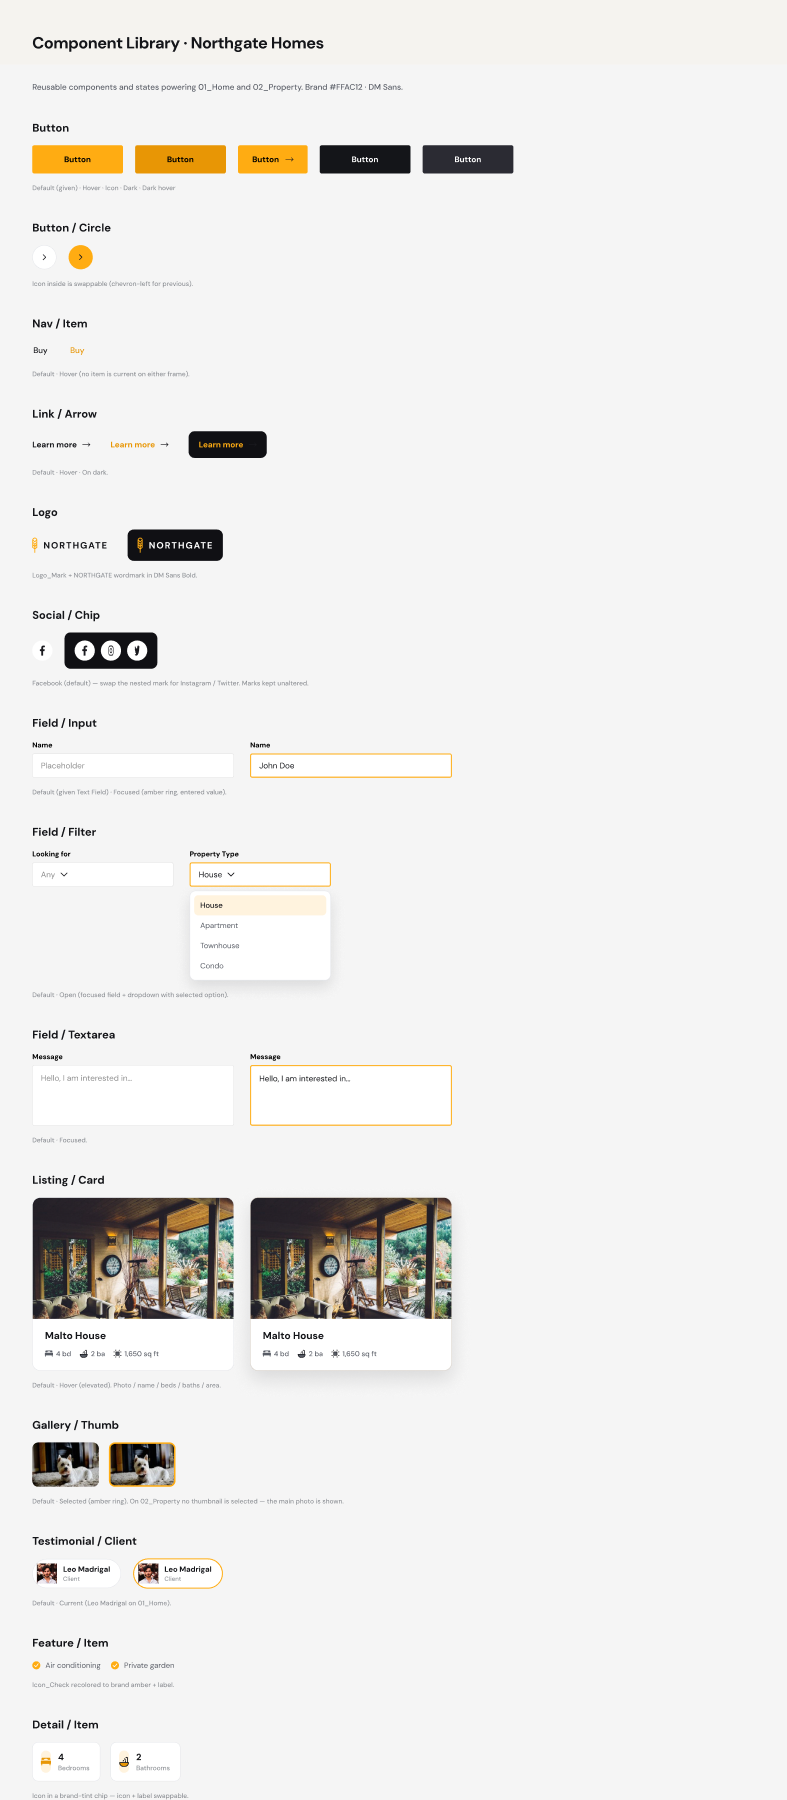 Component Library · Northgate Homes
Reusable components and states powering 01_Home and 02_Property. Brand #FFAC12 · DM Sans.
Button
Button Button Button → Button Button
Default (given) · Hover · Icon · Dark · Dark hover
Button / Circle
Icon inside is swappable (chevron-left for previous).
Nav / Item
Buy Buy
Default · Hover (no item is current on either frame).
Link / Arrow
Learn more → Learn more → Learn more
Default · Hover · On dark.
Logo
NORTHGATE NORTHGATE
Logo_Mark + NORTHGATE wordmark in DM Sans Bold.
Social / Chip
Facebook (default) — swap the nested mark for Instagram / Twitter. Marks kept unaltered.
Field / Input
Name Name
Placeholder John Doe
Default (given Text Field) · Focused (amber ring, entered value).
Field / Filter
Looking for Property Type
Any House
House
Apartment
Townhouse
Condo
Default · Open (focused field + dropdown with selected option).
Field / Textarea
Message Message
Hello, I am interested in... Hello, I am interested in...
Default · Focused.
Listing / Card
Malto House Malto House
4 bd 2 ba 1,650 sq ft 4 bd 2 ba 1,650 sq ft
Default · Hover (elevated). Photo / name / beds / baths / area.
Gallery / Thumb
Default · Selected (amber ring). On 02_Property no thumbnail is selected — the main photo is shown.
Testimonial / Client
Leo Madrigal Leo Madrigal
Client Client
Default · Current (Leo Madrigal on 01_Home).
Feature / Item
Air conditioning Private garden
Icon_Check recolored to brand amber + label.
Detail / Item
4 2
Bedrooms Bathrooms
Icon in a brand-tint chip — icon + label swappable.